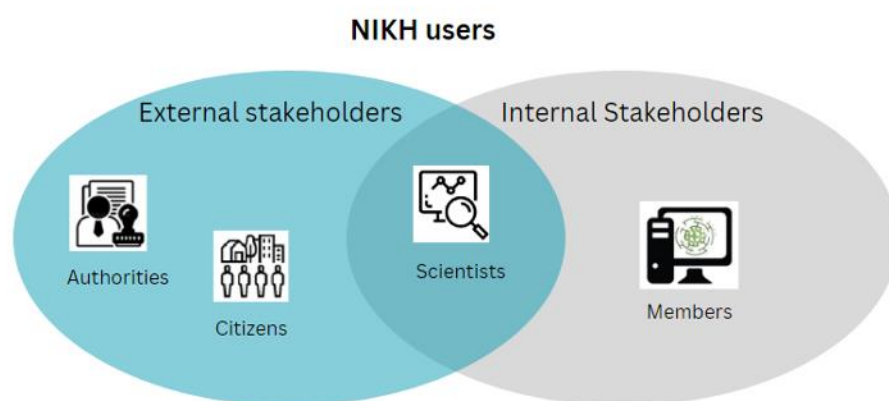 NIKH users
External stakeholders
Internal Stakeholders
Authorities
Citizens
Scientists
Members